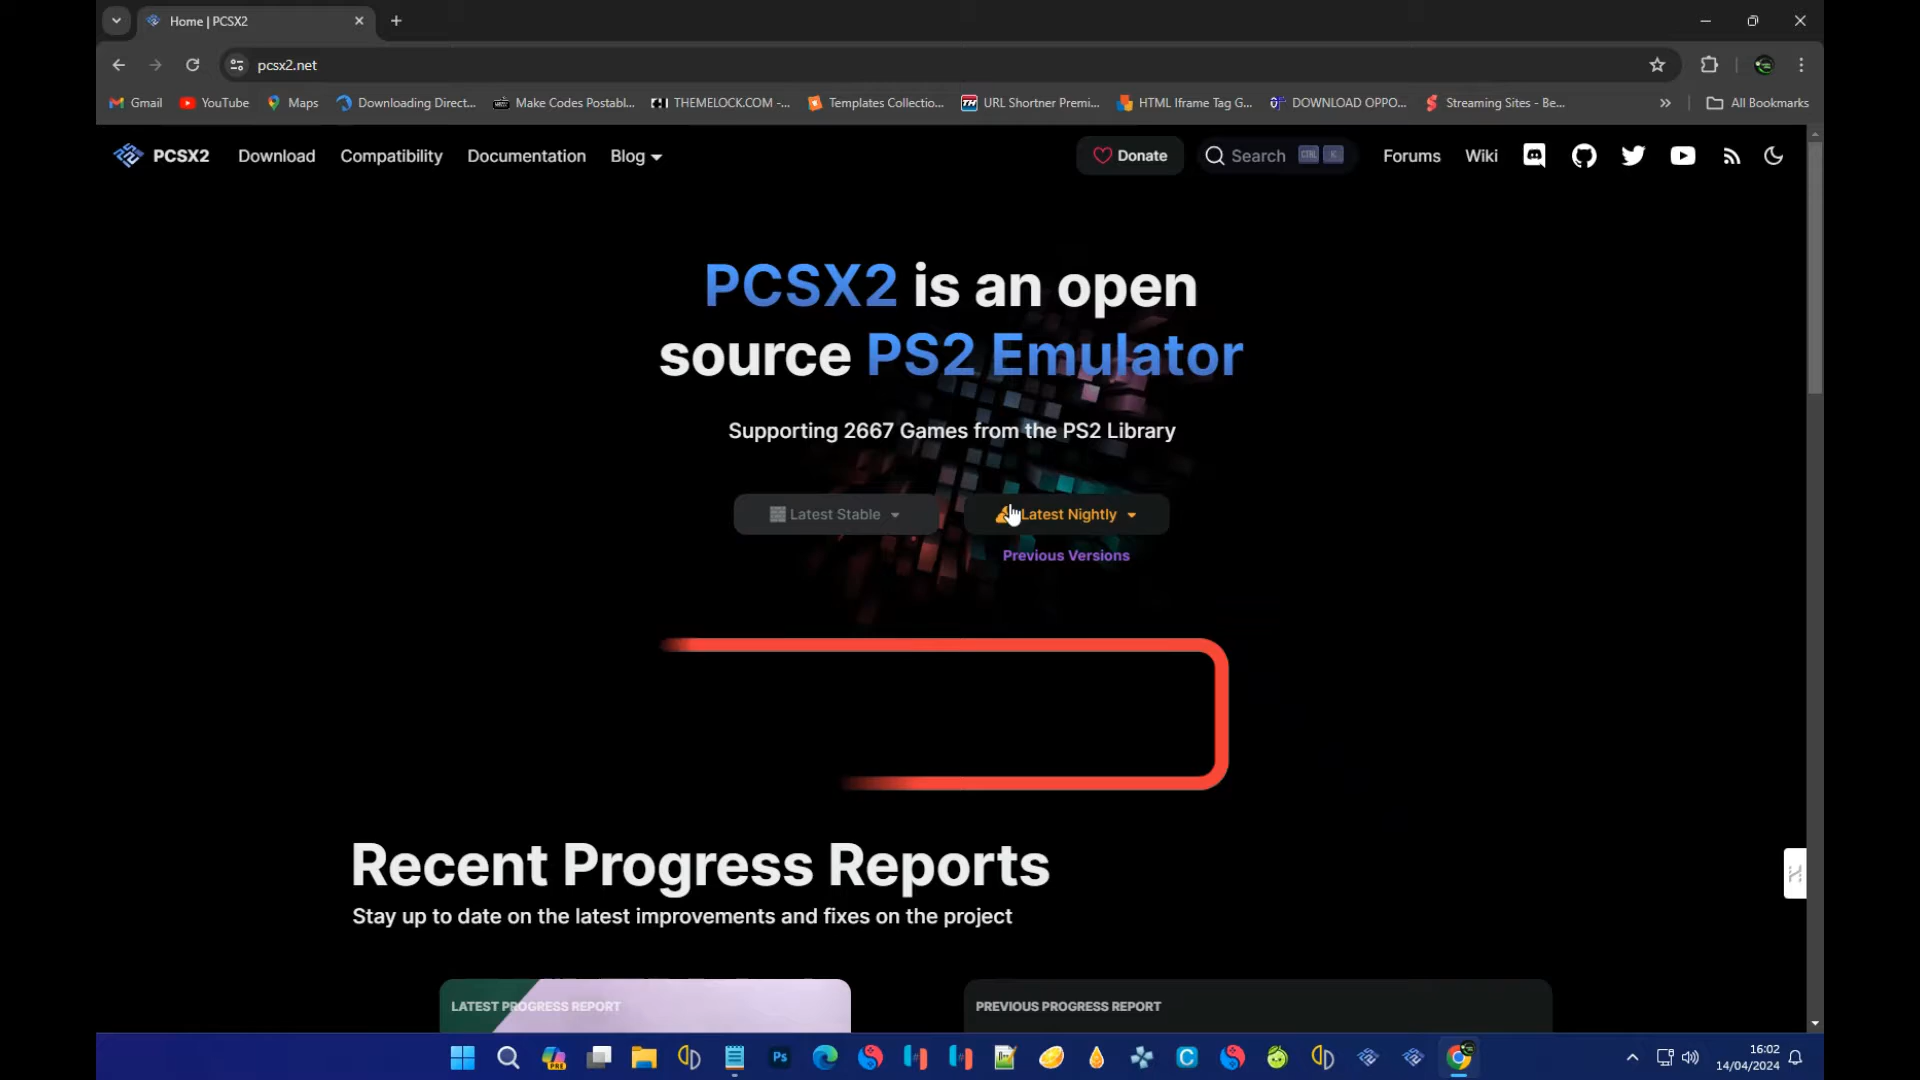 Home | PCSX2
pcsx2.net
Gmail
YouTube
Maps
Downloading Direct...
Make Codes Postabl...
THEMELOCK.COM -...
Templates Collectio...
URL Shortner Premi...
HTML Iframe Tag G...
DOWNLOAD OPPO...
Streaming Sites - Be...
All Bookmarks
PCSX2
Download
Compatibility
Documentation
Blog
Donate
Search
CTRL K
Forums
Wiki
PCSX2 is an open
source PS2 Emulator
Supporting 2667 Games from the PS2 Library
Latest Stable
Latest Nightly
Previous Versions
Recent Progress Reports
Stay up to date on the latest improvements and fixes on the project
LATEST PROGRESS REPORT
PREVIOUS PROGRESS REPORT
PRE
Ps
16:02
14/04/2024